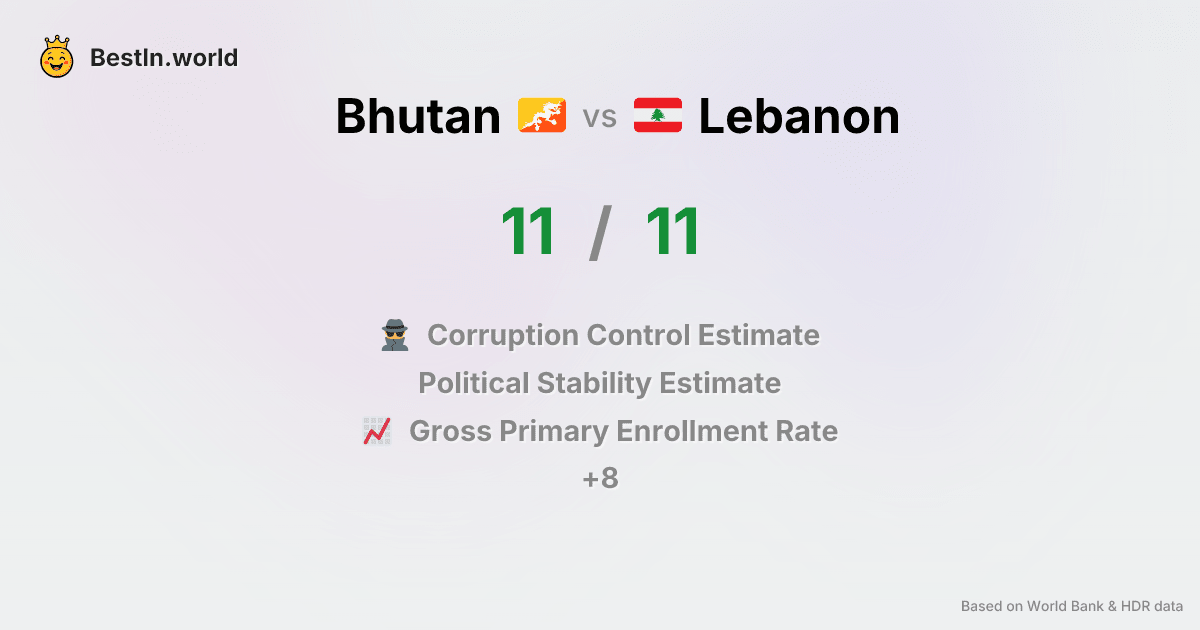 BestIn.world
Bhutan vs Lebanon
11 / 11
Corruption Control Estimate
Political Stability Estimate
Gross Primary Enrollment Rate
+8
Based on World Bank & HDR data